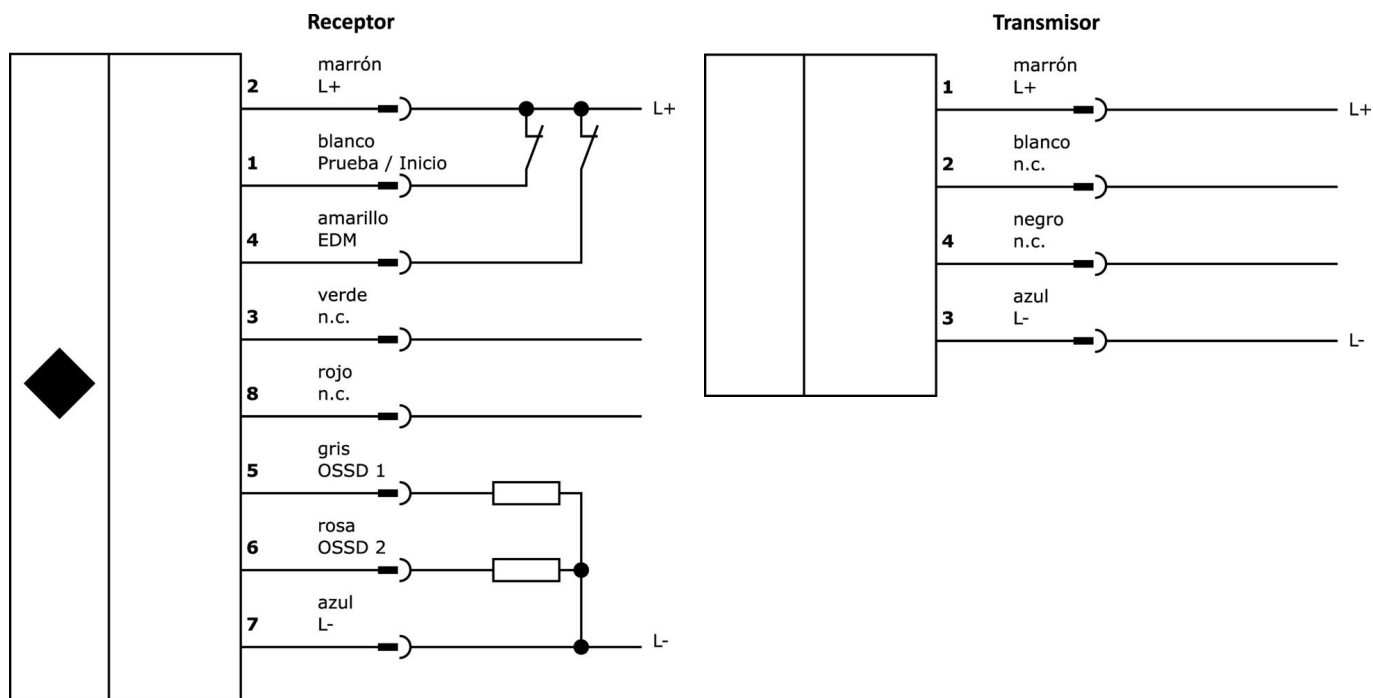 Receptor
marrón
2
L+
L+
blanco
1
Prueba / Inicio
amarillo
4
EDM
verde
3
n.c.
rojo
8
n.c.
gris
5
OSSD 1
rosa
6
OSSD 2
azul
7
L-
L-
Transmisor
marrón
1
L+
L+
blanco
2
n.c.
negro
4
n.c.
azul
3
L-
L-